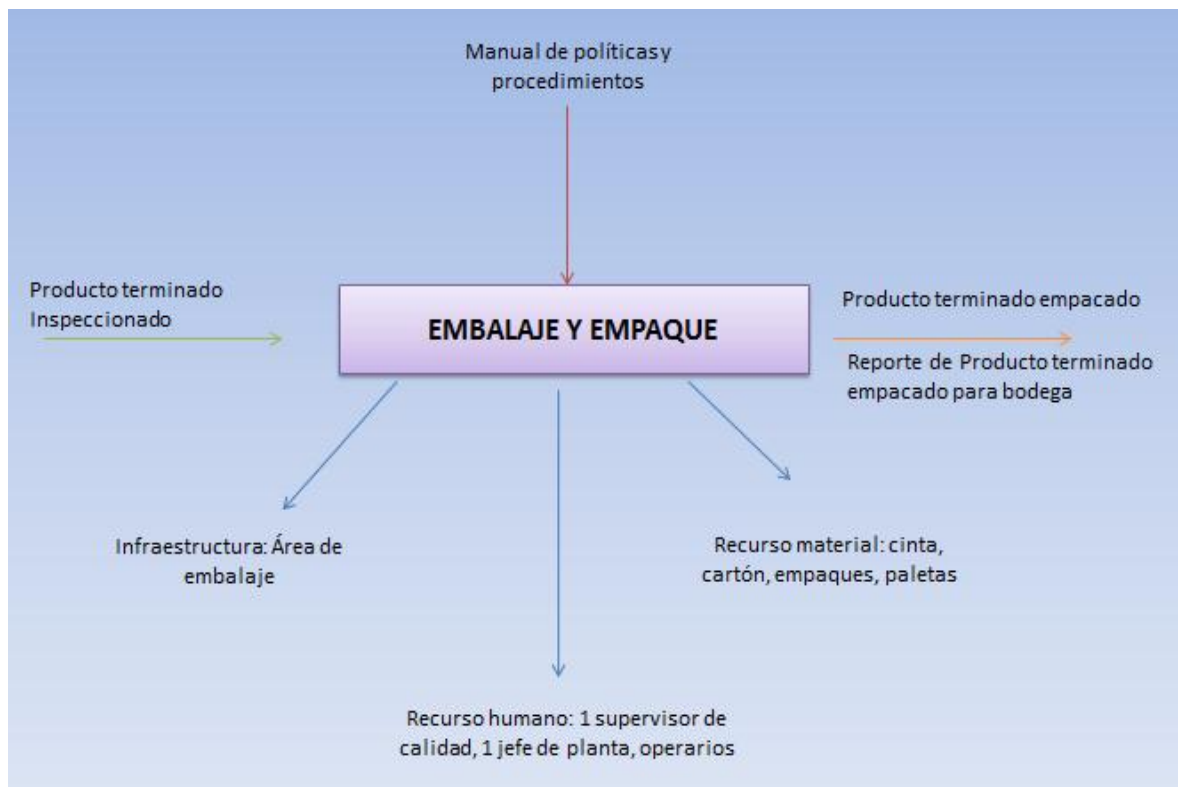 Manual de políticas y
procedimientos
Producto terminado
Inspeccionado
EMBALAJE Y EMPAQUE
Producto terminado empacado
Reporte de Producto terminado
empacado para bodega
Infraestructura: Área de
embalaje
Recurso material: cinta,
cartón, empaques, paletas
Recurso humano: 1 supervisor de
calidad, 1 jefe de planta, operarios